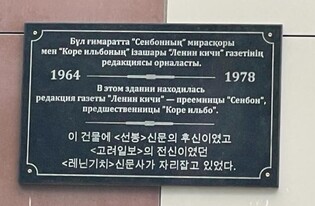 Бұл ғимаратта "Сенбонның" мирасқоры
мен "Коре ильбоның" ізашары "Ленин кичи" газетінің
редакциясы орналасты.
1964 1978
В этом здании находилась
редакция газеты "Ленин кичи" — преемницы "Сенбон",
предшественницы "Коре ильбо".
이 건물에 <선봉>신문의 후신이였고
<고려일보>의 전신이였던
<레닌기치>신문사가 자리잡고 있었다.